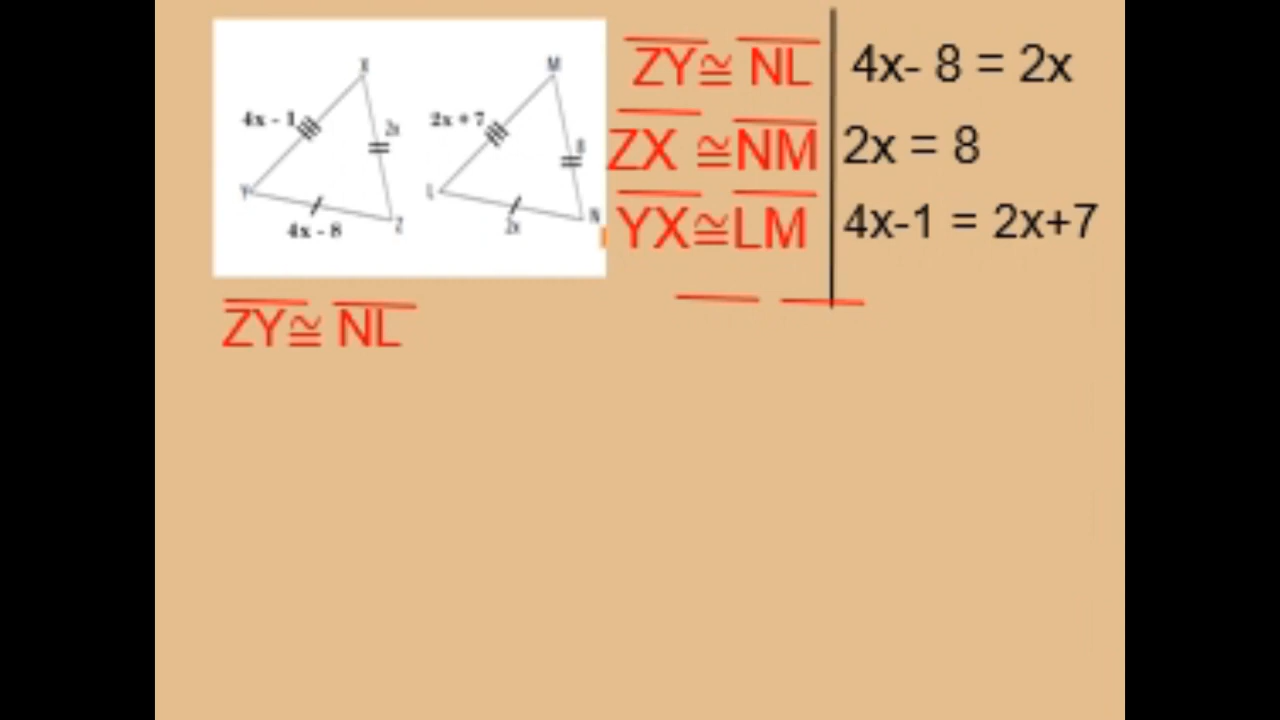 X
M
4x - 1
2x
2x + 7
8
Y
Z
L
N
4x - 8
2x
ZY≅ NL
4x- 8 = 2x
ZX ≅NM
2x = 8
YX≅LM
4x-1 = 2x+7
ZY≅ NL